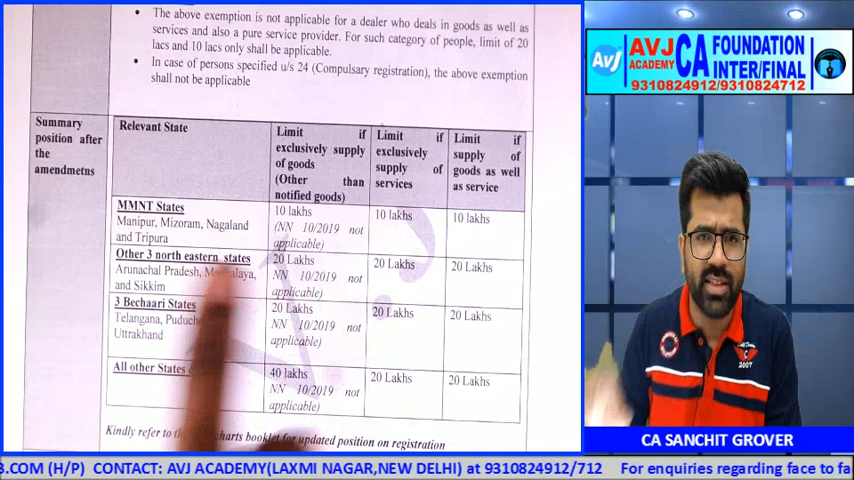 • The above exemption is not applicable for a dealer who deals in goods as well as
services and also a pure service provider. For such category of people, limit of 20
lacs and 10 lacs only shall be applicable.
• In case of persons specified u/s 24 (Compulsary registration), the above exemption
shall not be applicable
Summary
position after
the
amendmetns
Relevant State
Limit if
exclusively supply
of goods
(Other than
notified goods)
Limit if
exclusively
supply of
services
Limit if
supply of
goods as well
as service
MMNT States
Manipur, Mizoram, Nagaland
and Tripura
10 lakhs
(NN 10/2019 not
applicable)
10 lakhs
10 lakhs
Other 3 north eastern states
Arunachal Pradesh,
and Sikkim
20 Lakhs
NN 10/2019 not
applicable)
20 Lakhs
20 Lakhs
3 Bechaari States
Telangana,
Uttrakhand
20 Lakhs
NN 10/2019 not
applicable)
20 Lakhs
20 Lakhs
All other States
40 lakhs
NN 10/2019 not
applicable)
20 Lakhs
20 Lakhs
Kindly refer to the charts booklet for updated position on registration
AVJ
AVJ
ACADEMY
CA
FOUNDATION
INTER/FINAL
9310824912/9310824712
2007
CA SANCHIT GROVER
.COM (H/P) CONTACT: AVJ ACADEMY(LAXMI NAGAR,NEW DELHI) at 9310824912/712 For enquiries regarding face to fa